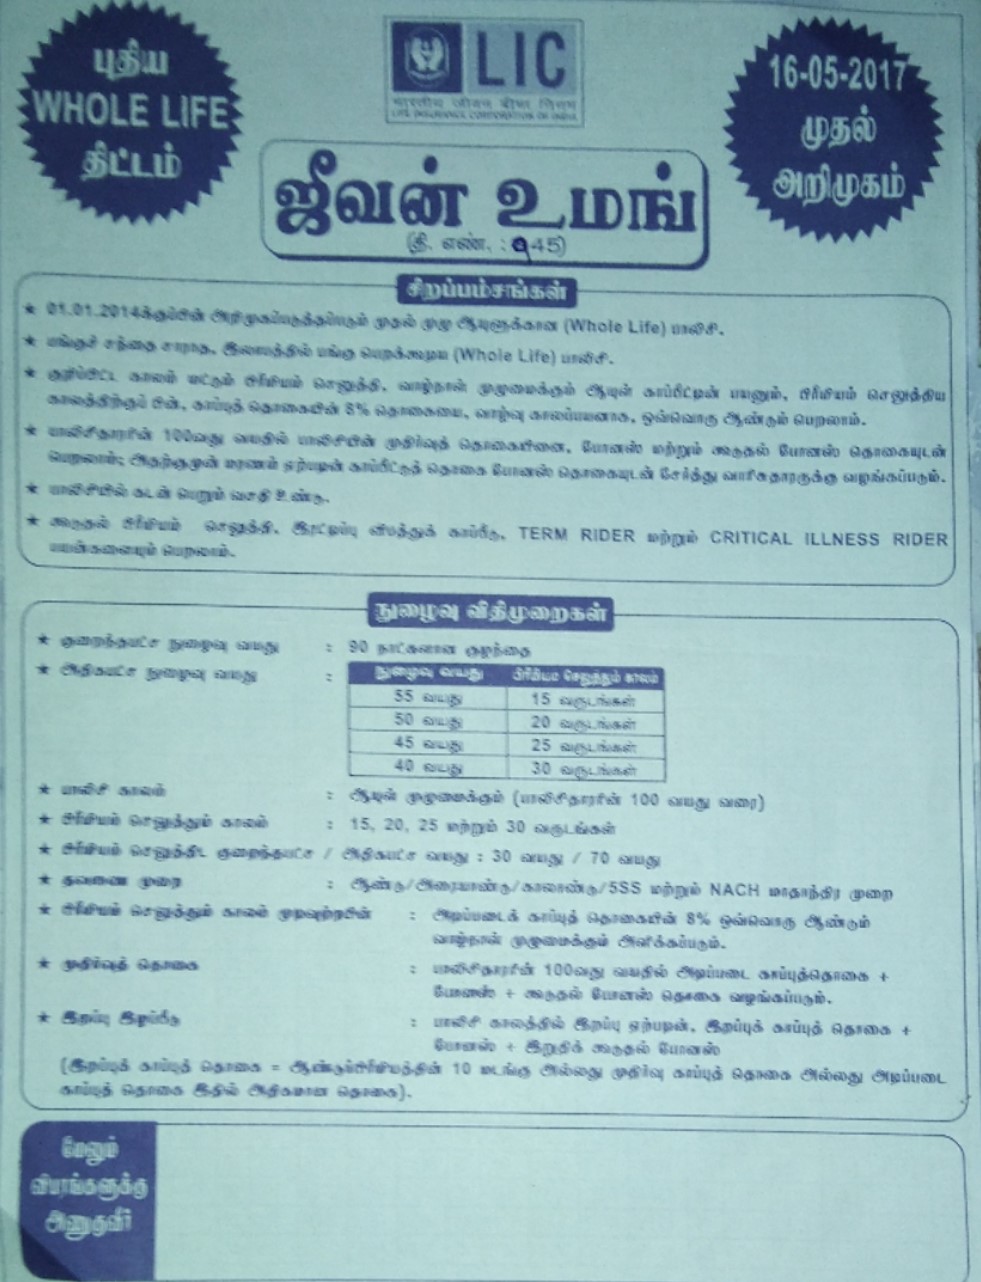 புதிய
WHOLE LIFE
திட்டம்
LIC
भारतीय जीवन बीमा निगम
LIFE INSURANCE CORPORATION OF INDIA
16-05-2017
முதல்
அறிமுகம்
ஜீவன் உமங்
(தி. எண். : 945)
சிறப்பம்சங்கள்
★ 01.01.2014க்குப்பின் அறிமுகப்படுத்தப்படும் முதல் முழு ஆயுளுக்கான (Whole Life) பாலிசி.
★ பங்குச் சந்தை சாராத, இலாபத்தில் பங்கு பெறக்கூடிய (Whole Life) பாலிசி.
★ குறிப்பிட்ட காலம் மட்டும் பிரிமியம் செலுத்தி, வாழ்நாள் முழுமைக்கும் ஆயுள் காப்பீட்டின் பயனும், பிரிமியம் செலுத்திய
காலத்திற்குப் பின், காப்புத் தொகையின் 8% தொகையை, வாழ்வு காலப்பயனாக, ஒவ்வொரு ஆண்டும் பெறலாம்.
★ பாலிசிதாரரின் 100வது வயதில் பாலிசியின் முதிர்வுத் தொகையினை, போனஸ் மற்றும் கூடுதல் போனஸ் தொகையுடன்
பெறலாம்; அதற்குமுன் மரணம் ஏற்படின் காப்பீட்டுத் தொகை போனஸ் தொகையுடன் சேர்த்து வாரிசுதாரருக்கு வழங்கப்படும்.
★ பாலிசியில் கடன் பெறும் வசதி உண்டு.
★ கூடுதல் பிரிமியம் செலுத்தி, இரட்டிப்பு விபத்துக் காப்பீடு, TERM RIDER மற்றும் CRITICAL ILLNESS RIDER
பயன்களையும் பெறலாம்.
நுழைவு விதிமுறைகள்
★ குறைந்தபட்ச நுழைவு வயது : 90 நாட்களான குழந்தை
★ அதிகபட்ச நுழைவு வயது :
நுழைவு வயது பிரிமியம் செலுத்தும் காலம்
55 வயது 15 வருடங்கள்
50 வயது 20 வருடங்கள்
45 வயது 25 வருடங்கள்
40 வயது 30 வருடங்கள்
★ பாலிசி காலம் : ஆயுள் முழுமைக்கும் (பாலிசிதாரரின் 100 வயது வரை)
★ பிரிமியம் செலுத்தும் காலம் : 15, 20, 25 மற்றும் 30 வருடங்கள்
★ பிரிமியம் செலுத்திட குறைந்தபட்ச / அதிகபட்ச வயது : 30 வயது / 70 வயது
★ தவணை முறை : ஆண்டு/அரையாண்டு/காலாண்டு/SSS மற்றும் NACH மாதாந்திர முறை
★ பிரிமியம் செலுத்தும் காலம் முடிவுற்றபின் : அடிப்படைக் காப்புத் தொகையின் 8% ஒவ்வொரு ஆண்டும்
வாழ்நாள் முழுமைக்கும் அளிக்கப்படும்.
★ முதிர்வுத் தொகை : பாலிசிதாரரின் 100வது வயதில் அடிப்படை காப்புத்தொகை +
போனஸ் + கூடுதல் போனஸ் தொகை வழங்கப்படும்.
★ இறப்பு இழப்பீடு : பாலிசி காலத்தில் இறப்பு ஏற்படின், இறப்புக் காப்புத் தொகை +
போனஸ் + இறுதிக் கூடுதல் போனஸ்
(இறப்புக் காப்புத் தொகை = ஆண்டுப்பிரிமியத்தின் 10 மடங்கு அல்லது முதிர்வு காப்புத் தொகை அல்லது அடிப்படை
காப்புத் தொகை இதில் அதிகமான தொகை).
மேலும்
விபரங்களுக்கு
அணுகுவீர்